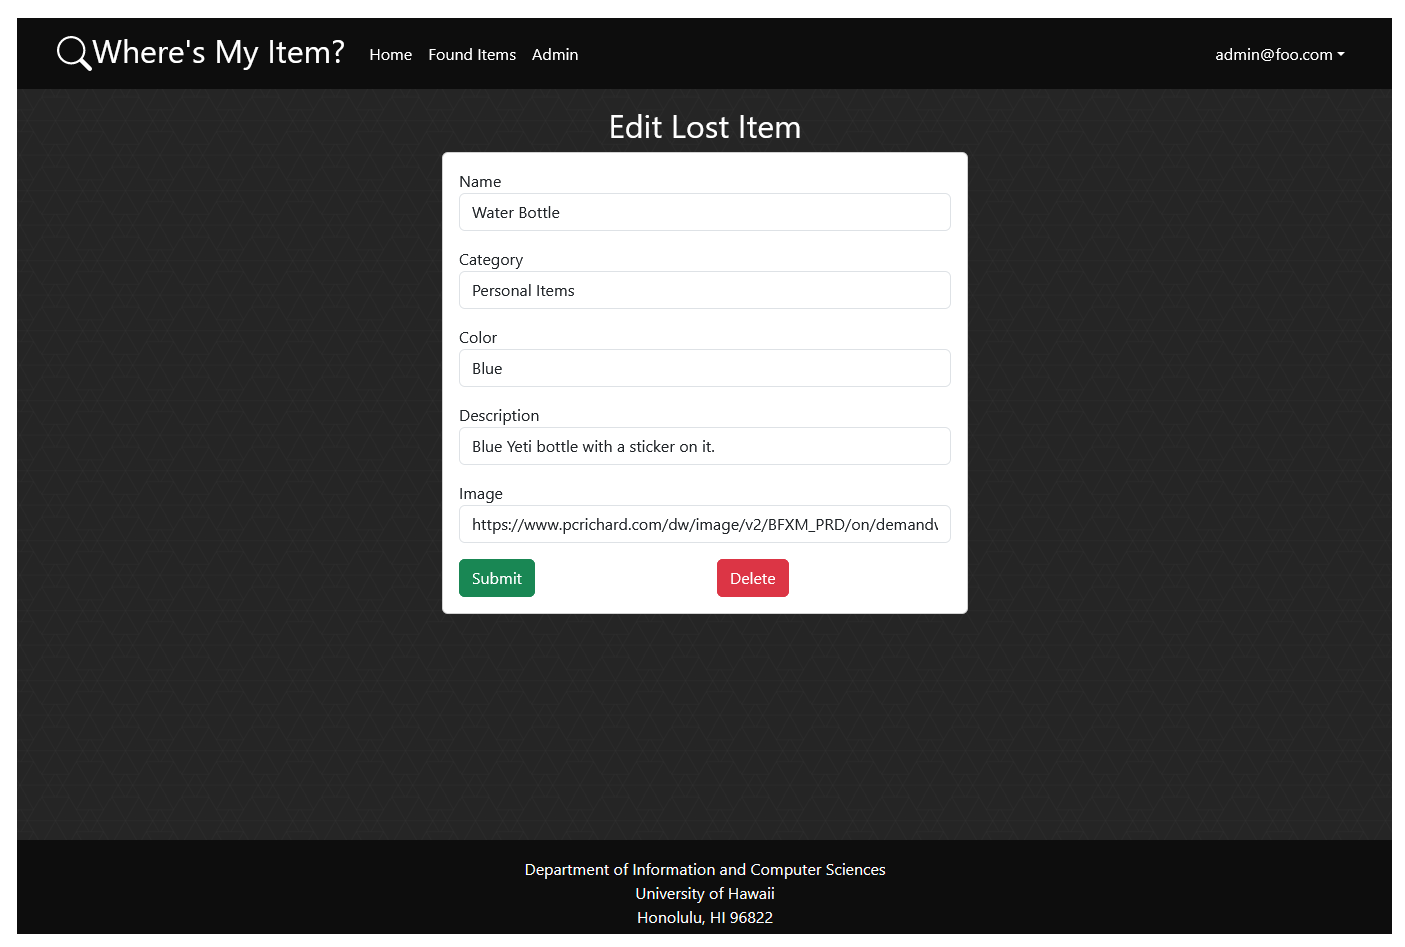 Where's My Item? Home Found Items Admin admin@foo.com
Edit Lost Item
Name
Water Bottle
Category
Personal Items
Color
Blue
Description
Blue Yeti bottle with a sticker on it.
Image
https://www.pcrichard.com/dw/image/v2/BFXM_PRD/on/demandw
Submit Delete
Department of Information and Computer Sciences
University of Hawaii
Honolulu, HI 96822